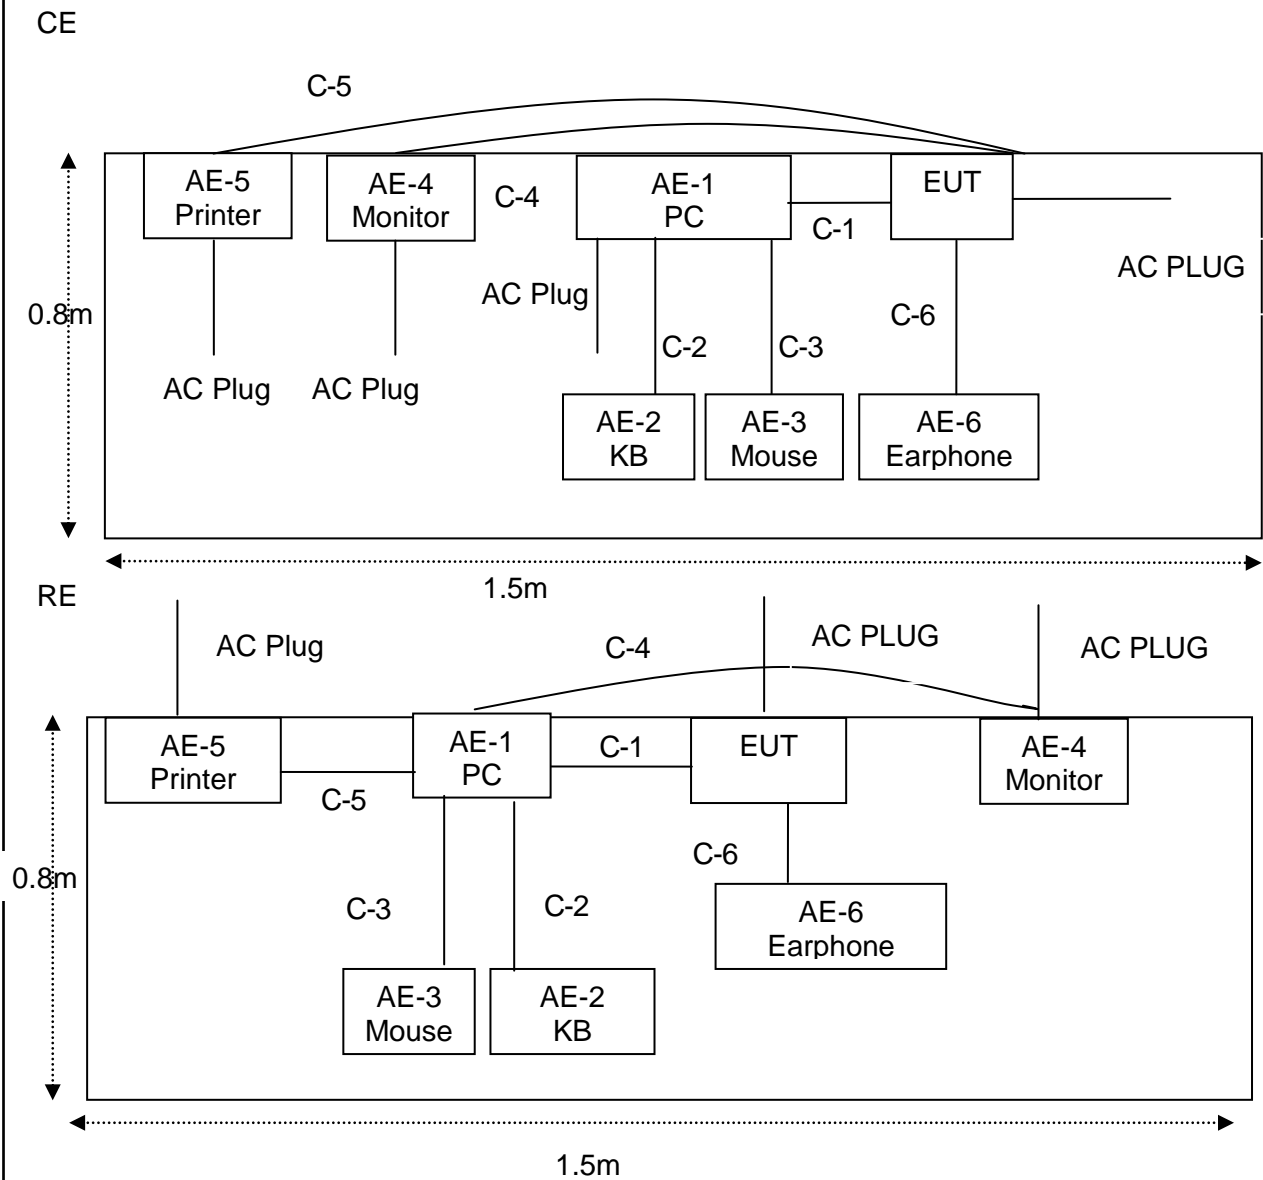 CE
C-5
AE-5
Printer
AE-4
Monitor
C-4
AE-1
PC
C-1
EUT
AC PLUG
0.8m
AC Plug
C-6
C-2
C-3
AC Plug
AC Plug
AE-2
KB
AE-3
Mouse
AE-6
Earphone
1.5m
RE
AC Plug
C-4
AC PLUG
AC PLUG
AE-5
Printer
AE-1
PC
C-1
EUT
AE-4
Monitor
C-5
0.8m
C-6
C-3
C-2
AE-6
Earphone
AE-3
Mouse
AE-2
KB
1.5m